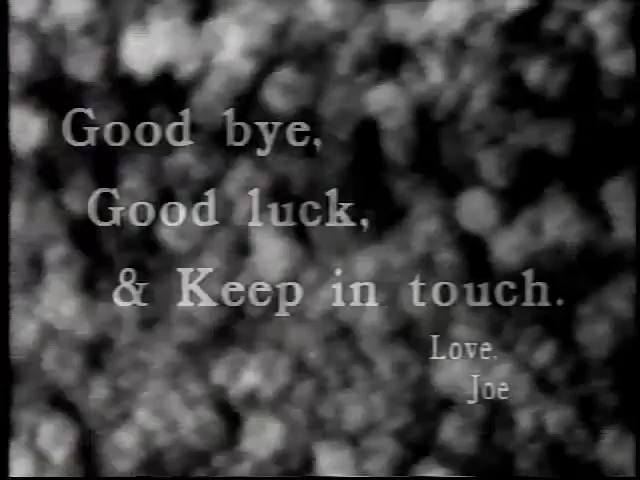 Good bye,
Good luck,
& Keep in touch.
Love.
Joe